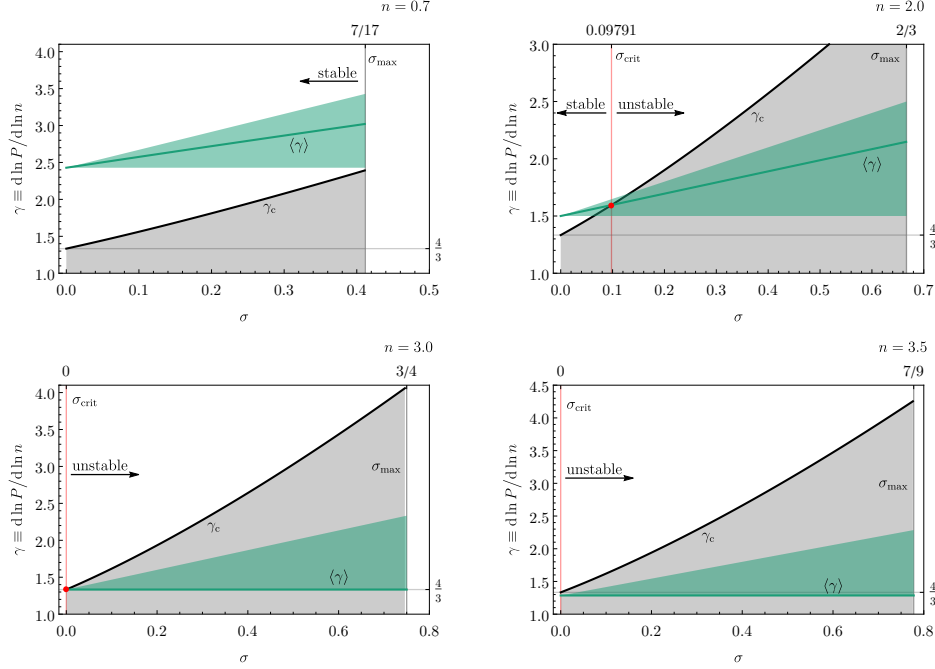 n = 0.7
7/17
σmax
stable
⟨γ⟩
γc
γ ≡ d ln P/d ln n
4.0
3.5
3.0
2.5
2.0
1.5
1.0
4/3
0.0 0.1 0.2 0.3 0.4 0.5
σ
n = 2.0
0.09791 2/3
σcrit σmax
stable unstable
γc
⟨γ⟩
γ ≡ d ln P/d ln n
3.0
2.5
2.0
1.5
1.0
4/3
0.0 0.1 0.2 0.3 0.4 0.5 0.6 0.7
σ
n = 3.0
0 3/4
σcrit
unstable
σmax
γc
⟨γ⟩
γ ≡ d ln P/d ln n
4.0
3.5
3.0
2.5
2.0
1.5
1.0
4/3
0.0 0.2 0.4 0.6 0.8
σ
n = 3.5
0 7/9
σcrit
unstable
σmax
γc
⟨γ⟩
γ ≡ d ln P/d ln n
4.5
4.0
3.5
3.0
2.5
2.0
1.5
1.0
4/3
0.0 0.2 0.4 0.6 0.8
σ